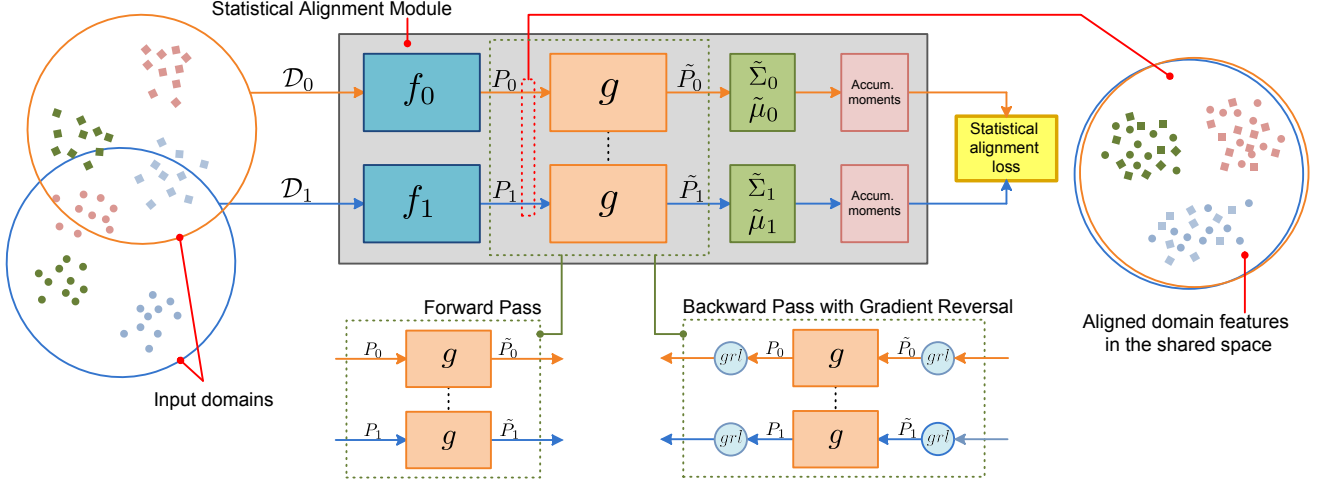 Statistical Alignment Module
𝒟₀
f₀
P₀
g
P̃₀
Σ̃₀
μ̃₀
Accum.
moments
Statistical
alignment
loss
𝒟₁
f₁
P₁
g
P̃₁
Σ̃₁
μ̃₁
Accum.
moments
Forward Pass
Backward Pass with Gradient Reversal
Aligned domain features
in the shared space
Input domains
P₀
g
P̃₀
grl
P₀
g
P̃₀
grl
P₁
g
P̃₁
grl
P₁
g
P̃₁
grl